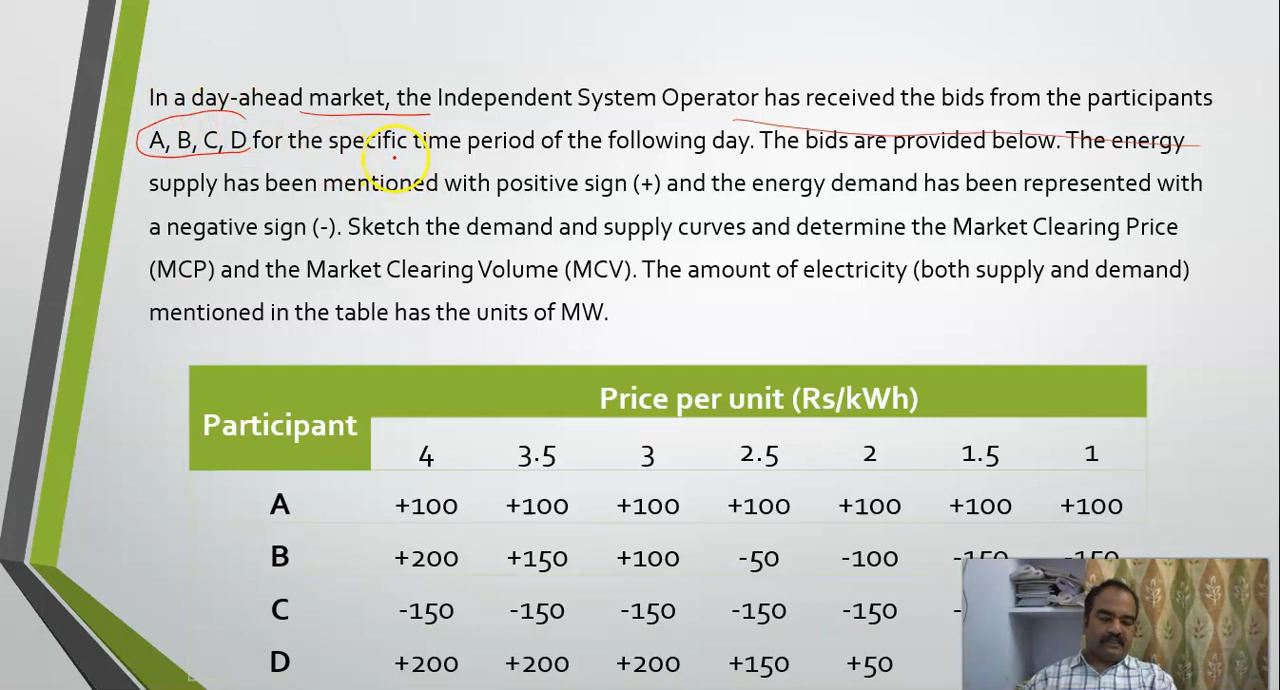 In a day-ahead market, the Independent System Operator has received the bids from the participants
A, B, C, D for the specific time period of the following day. The bids are provided below. The energy
supply has been mentioned with positive sign (+) and the energy demand has been represented with
a negative sign (-). Sketch the demand and supply curves and determine the Market Clearing Price
(MCP) and the Market Clearing Volume (MCV). The amount of electricity (both supply and demand)
mentioned in the table has the units of MW.
Participant Price per unit (Rs/kWh)
4 3.5 3 2.5 2 1.5 1
A +100 +100 +100 +100 +100 +100 +100
B +200 +150 +100 -50 -100 -150 -150
C -150 -150 -150 -150 -150
D +200 +200 +200 +150 +50